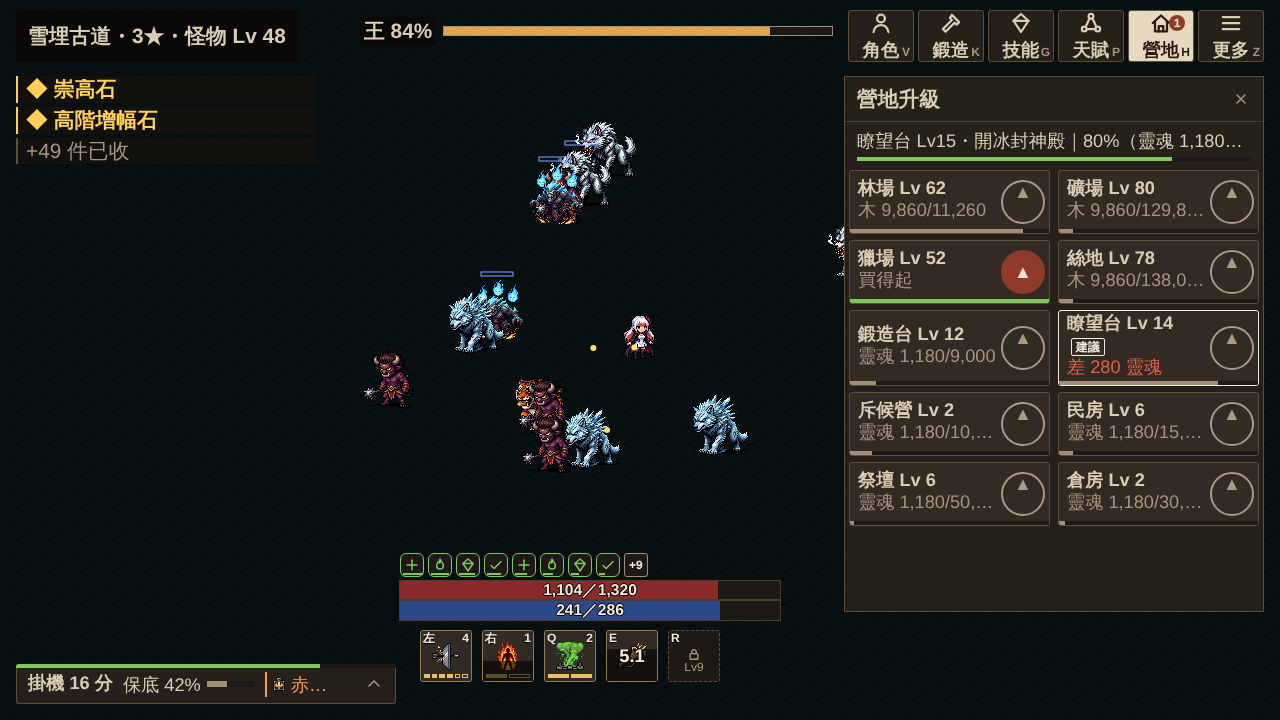 雪埋古道・3★・怪物 Lv 48
王 84%
角色V
鍛造K
技能G
天賦P
營地H
1
更多Z
◆ 崇高石
◆ 高階增幅石
+49 件已收
營地升級
×
瞭望台 Lv15・開冰封神殿｜80%（靈魂 1,180…
林場 Lv 62
木 9,860/11,260
礦場 Lv 80
木 9,860/129,8…
獵場 Lv 52
買得起
絲地 Lv 78
木 9,860/138,0…
鍛造台 Lv 12
靈魂 1,180/9,000
瞭望台 Lv 14
建議
差 280 靈魂
斥候營 Lv 2
靈魂 1,180/10,…
民房 Lv 6
靈魂 1,180/15,…
祭壇 Lv 6
靈魂 1,180/50,…
倉房 Lv 2
靈魂 1,180/30,…
+9
1,104／1,320
241／286
左 4
右 1
Q 2
E 5.1
R Lv9
掛機 16 分 保底 42% 赤…